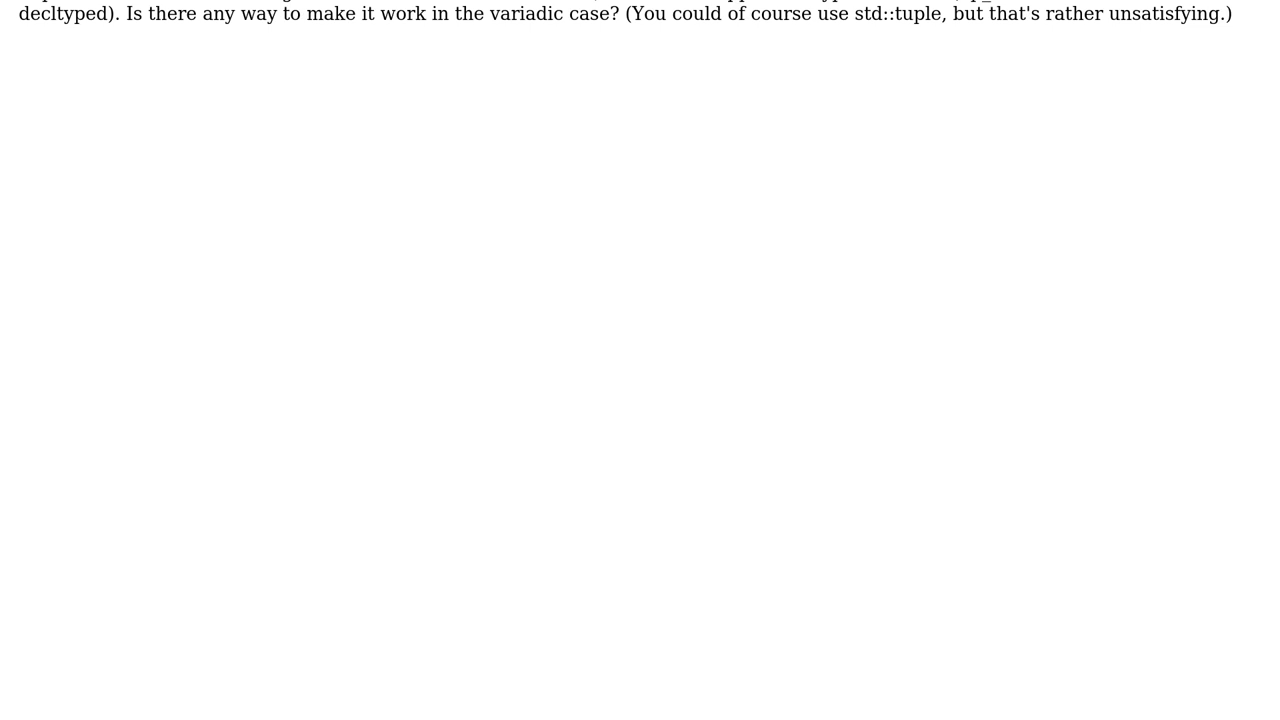 decltyped). Is there any way to make it work in the variadic case? (You could of course use std::tuple, but that's rather unsatisfying.)